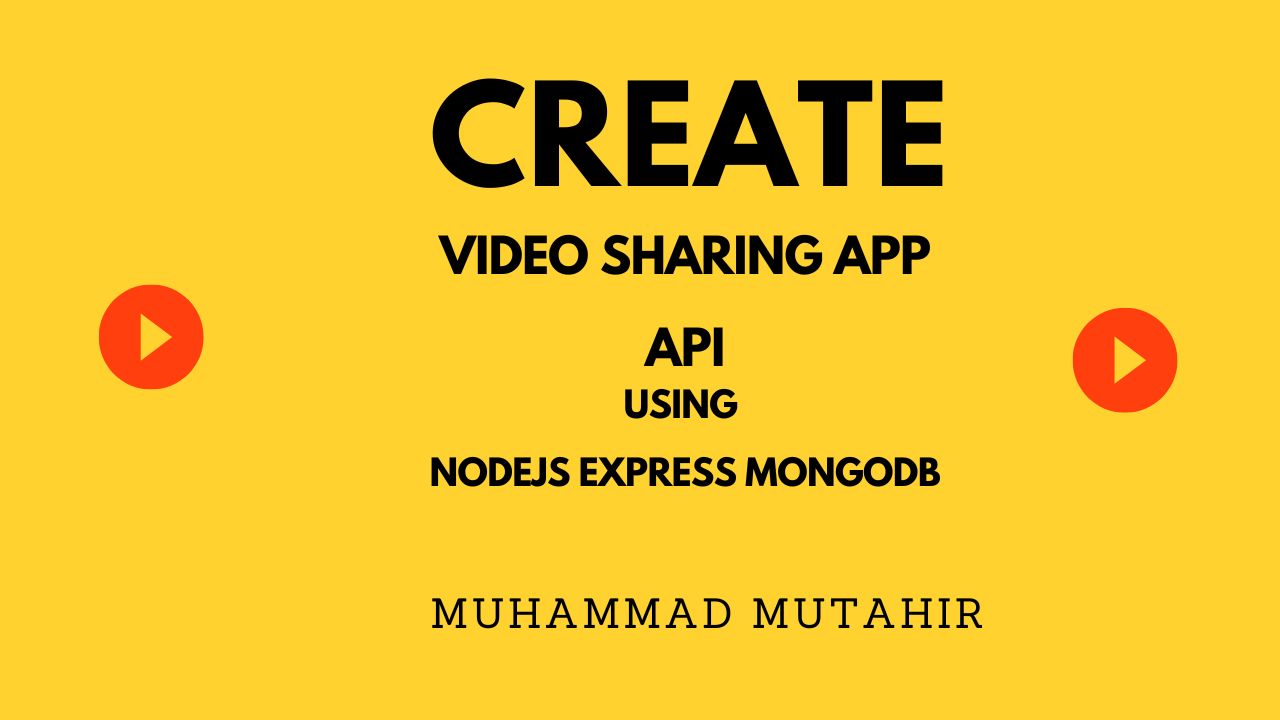 CREATE
VIDEO SHARING APP
API
USING
NODEJS EXPRESS MONGODB
MUHAMMAD MUTAHIR